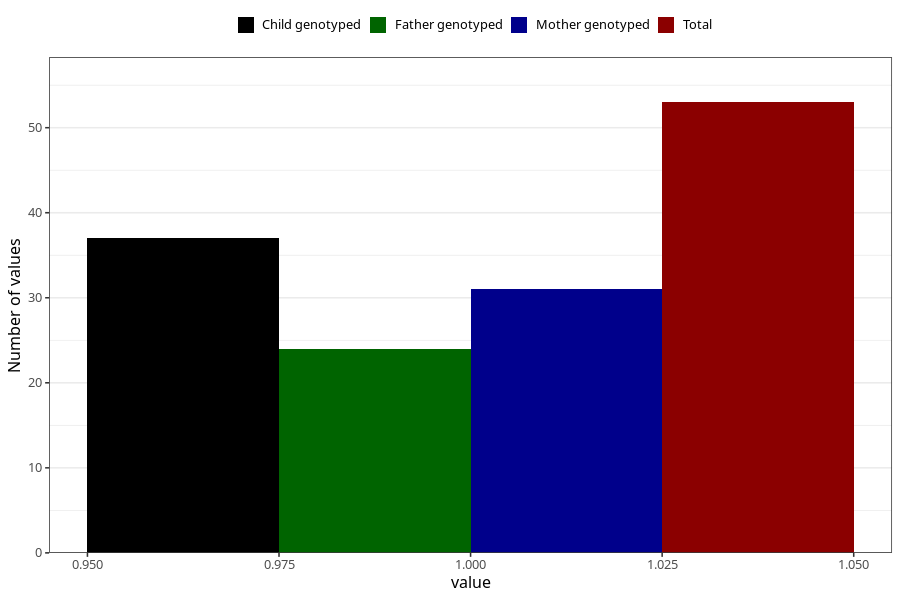 Child genotyped Father genotyped Mother genotyped Total
Number of values
50
40
30
20
10
0
0.950 0.975 1.000 1.025 1.050
value